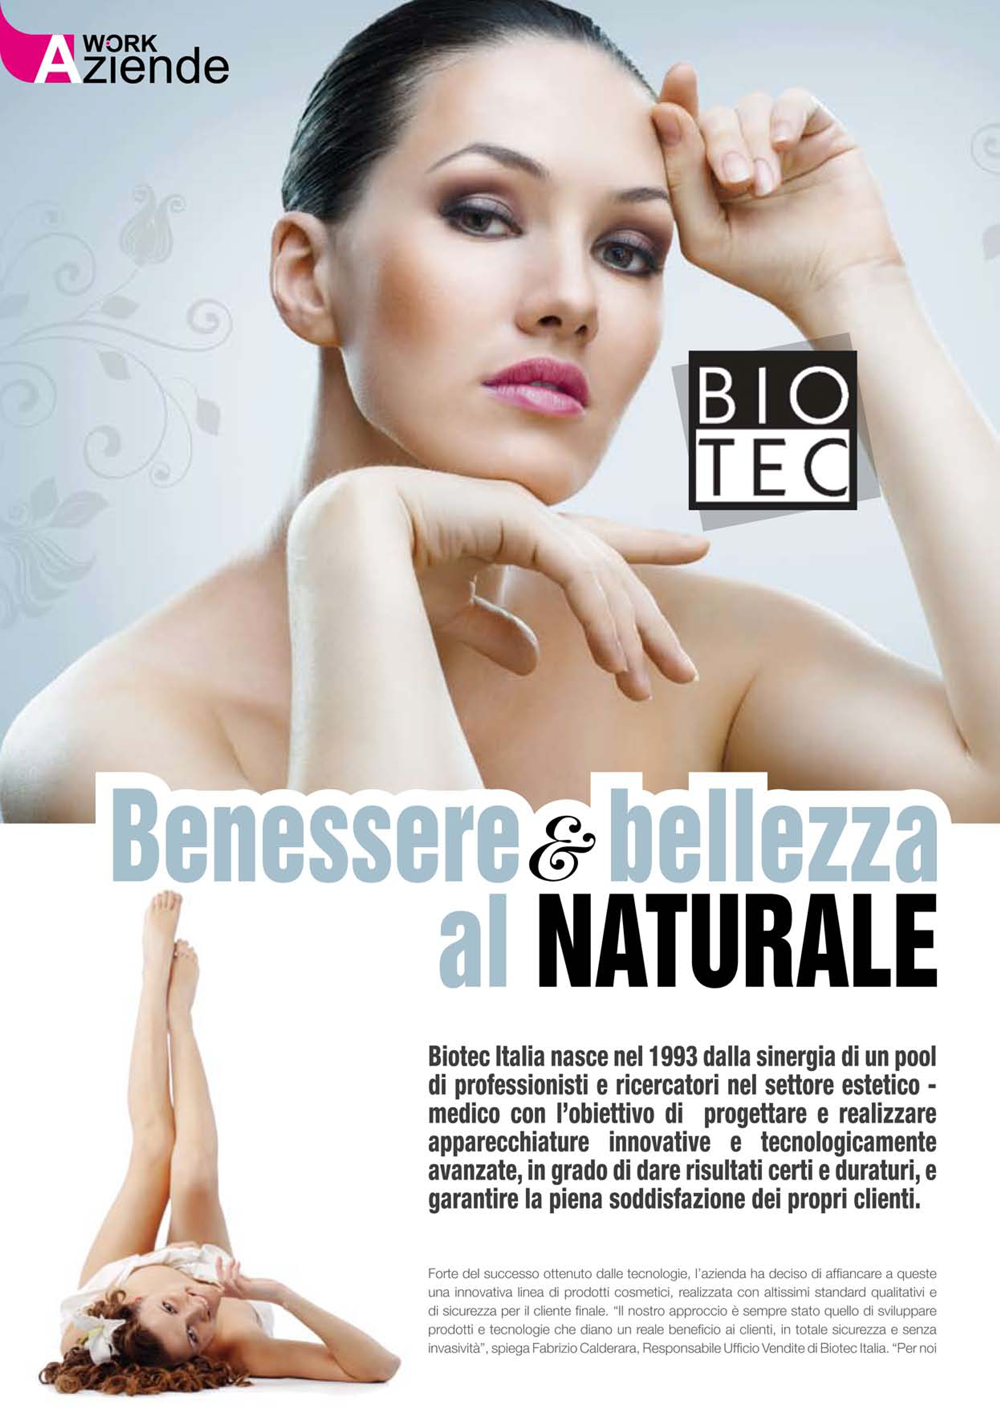 WORK
Aziende
BIO
TEC
Benessere & bellezza
al NATURALE
Biotec Italia nasce nel 1993 dalla sinergia di un pool
di professionisti e ricercatori nel settore estetico -
medico con l’obiettivo di progettare e realizzare
apparecchiature innovative e tecnologicamente
avanzate, in grado di dare risultati certi e duraturi, e
garantire la piena soddisfazione dei propri clienti.
Forte del successo ottenuto dalle tecnologie, l’azienda ha deciso di affiancare a queste
una innovativa linea di prodotti cosmetici, realizzata con altissimi standard qualitativi e
di sicurezza per il cliente finale. “Il nostro approccio è sempre stato quello di sviluppare
prodotti e tecnologie che diano un reale beneficio ai clienti, in totale sicurezza e senza
invasività”, spiega Fabrizio Calderara, Responsabile Ufficio Vendite di Biotec Italia. “Per noi